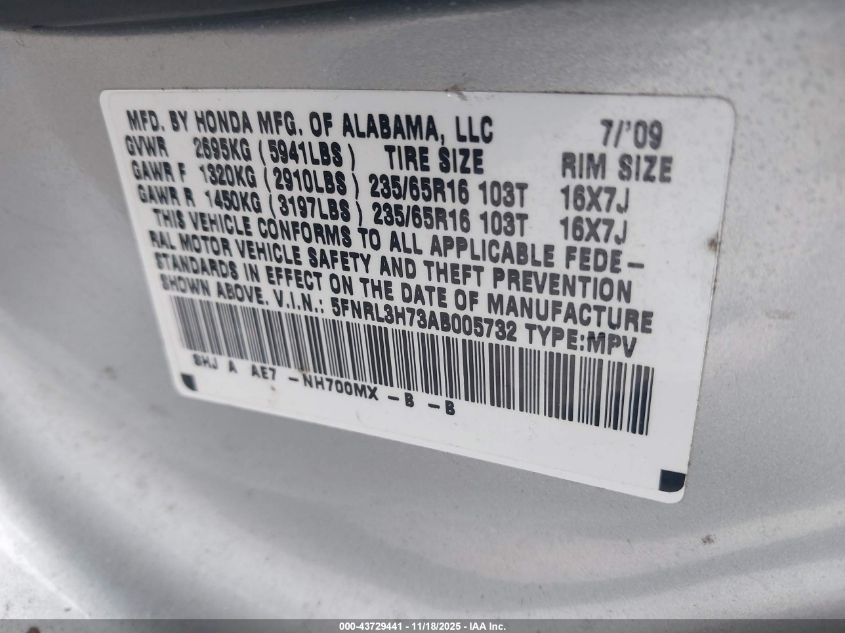 MFD. BY HONDA MFG. OF ALABAMA, LLC 7/'09
GVWR 2695KG (5941LBS) TIRE SIZE RIM SIZE
GAWR F 1320KG (2910LBS) 235/65R16 103T 16X7J
GAWR R 1450KG (3197LBS) 235/65R16 103T 16X7J
THIS VEHICLE CONFORMS TO ALL APPLICABLE FEDE-
RAL MOTOR VEHICLE SAFETY AND THEFT PREVENTION
STANDARDS IN EFFECT ON THE DATE OF MANUFACTURE
SHOWN ABOVE. V.I.N.: 5FNRL3H73AB005732 TYPE:MPV
SHJ A AE7 -NH700MX -B -B
000-43729441 - 11/18/2025 - IAA Inc.